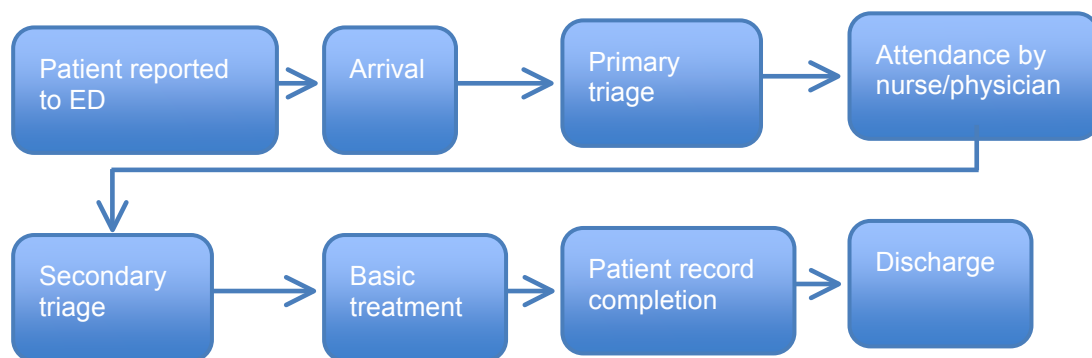 Patient reported
to ED
Arrival
Primary
triage
Attendance by
nurse/physician
Secondary
triage
Basic
treatment
Patient record
completion
Discharge